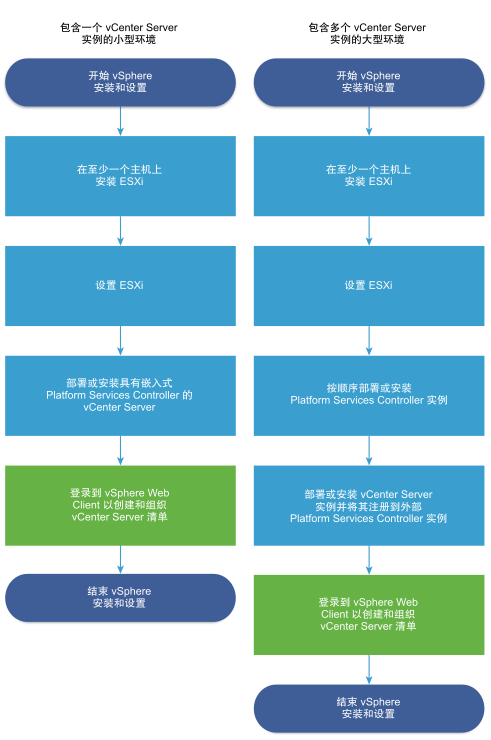 包含一个 vCenter Server
实例的小型环境
开始 vSphere
安装和设置
在至少一个主机上
安装 ESXi
设置 ESXi
部署或安装具有嵌入式
Platform Services Controller 的
vCenter Server
登录到 vSphere Web
Client 以创建和组织
vCenter Server 清单
结束 vSphere
安装和设置
包含多个 vCenter Server
实例的大型环境
开始 vSphere
安装和设置
在至少一个主机上
安装 ESXi
设置 ESXi
按顺序部署或安装
Platform Services Controller 实例
部署或安装 vCenter Server
实例并将其注册到外部
Platform Services Controller 实例
登录到 vSphere Web
Client 以创建和组织
vCenter Server 清单
结束 vSphere
安装和设置